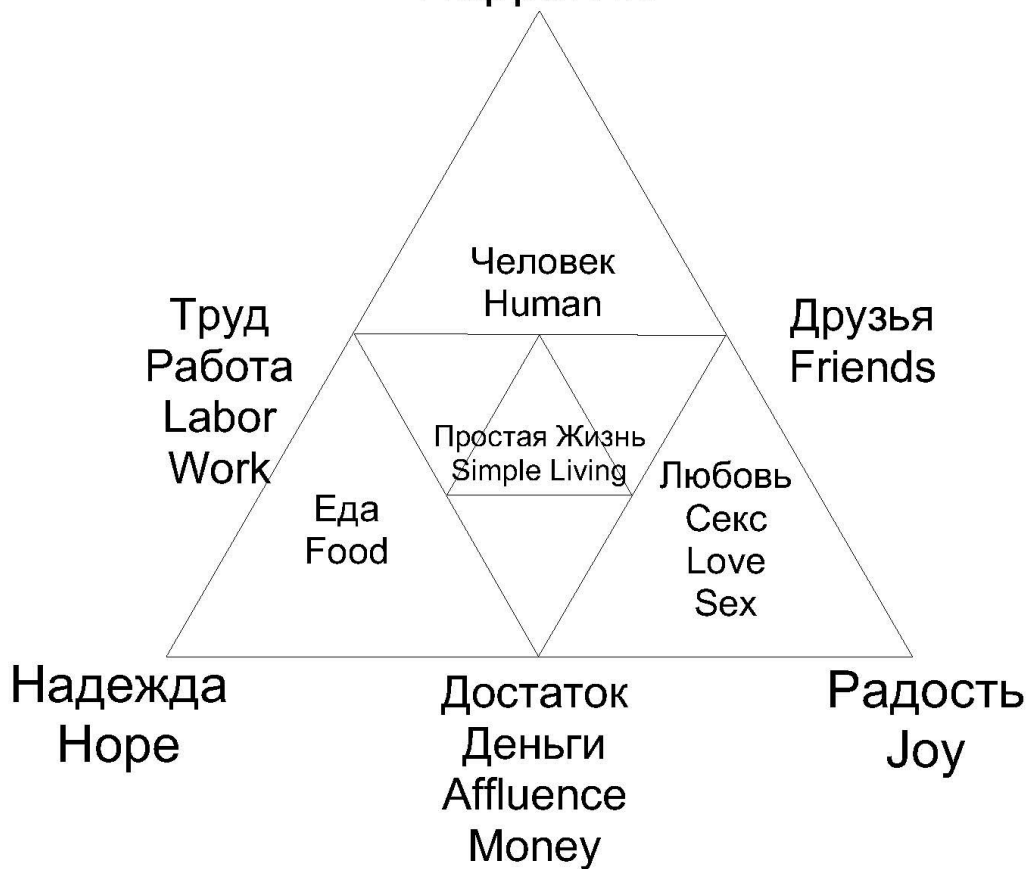 Человек
Human
Труд
Работа
Labor
Work
Друзья
Friends
Простая Жизнь
Simple Living
Еда
Food
Любовь
Секс
Love
Sex
Надежда
Hope
Достаток
Деньги
Affluence
Money
Радость
Joy